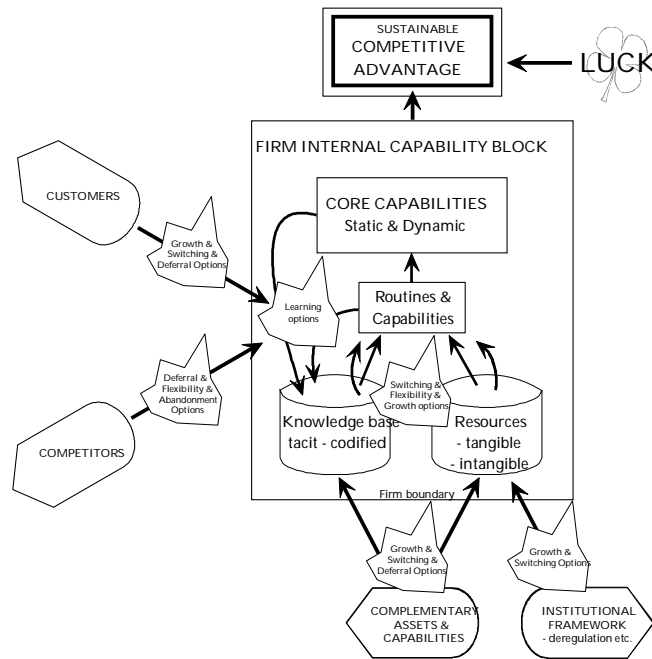 SUSTAINABLE
COMPETITIVE
ADVANTAGE
LUCK
FIRM INTERNAL CAPABILITY BLOCK
CUSTOMERS
CORE CAPABILITIES
Static & Dynamic
Growth &
Switching &
Deferral Options
Learning
options
Routines &
Capabilities
Deferral &
Flexibility &
Abandonment
Options
Switching &
Flexibility &
Growth options
Knowledge base
tacit - codified
Resources
- tangible
- intangible
COMPETITORS
Firm boundary
Growth &
Switching &
Deferral Options
Growth &
Switching Options
COMPLEMENTARY
ASSETS &
CAPABILITIES
INSTITUTIONAL
FRAMEWORK
- deregulation etc.